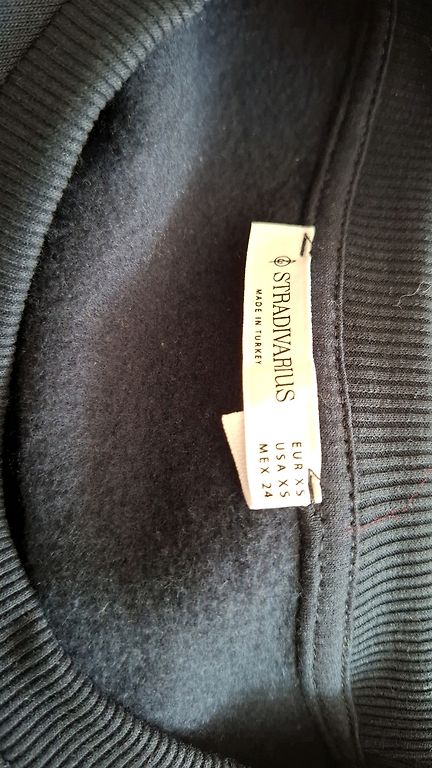 STRADIVARIUS
MADE IN TURKEY
EUR XS
USA XS
MEX 24